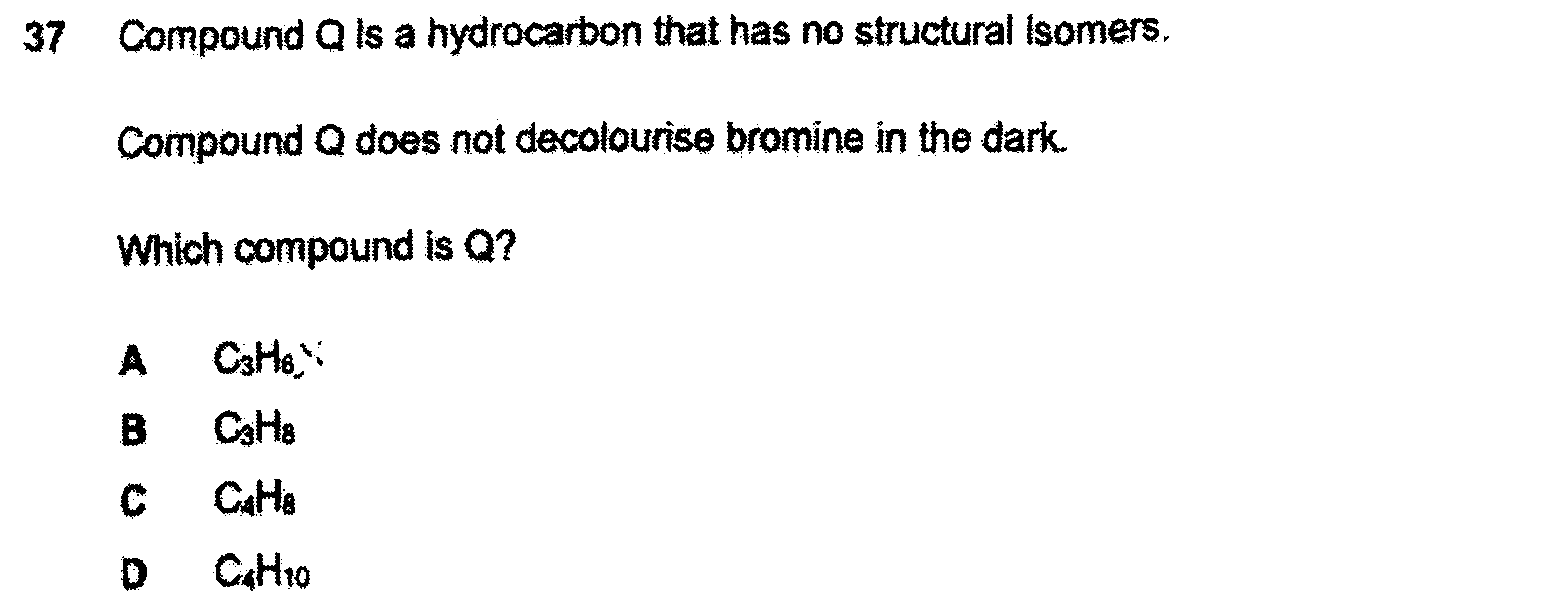 37 Compound Q is a hydrocarbon that has no structural isomers.
Compound Q does not decolourise bromine in the dark.
Which compound is Q?
A C₃H₆
B C₃H₈
C C₄H₈
D C₄H₁₀